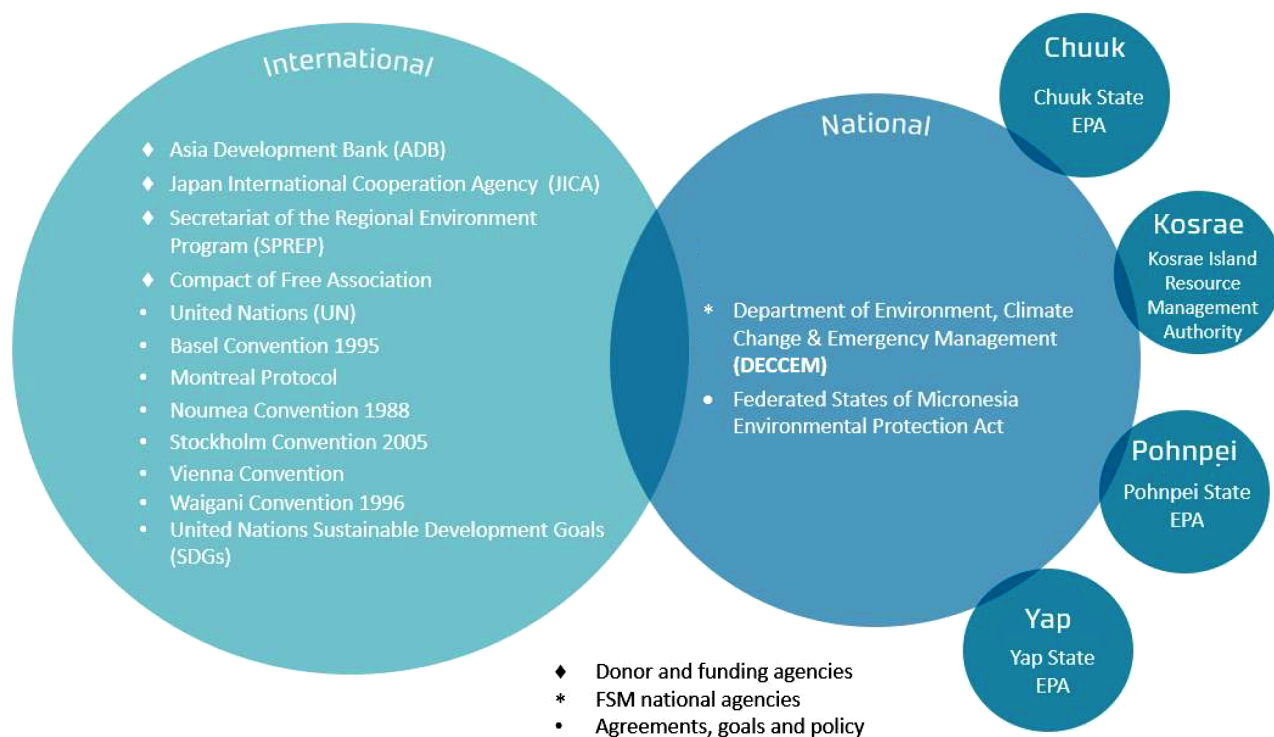 International
♦ Asia Development Bank (ADB)
♦ Japan International Cooperation Agency (JICA)
♦ Secretariat of the Regional Environment
Program (SPREP)
♦ Compact of Free Association
• United Nations (UN)
• Basel Convention 1995
• Montreal Protocol
• Noumea Convention 1988
• Stockholm Convention 2005
• Vienna Convention
• Waigani Convention 1996
• United Nations Sustainable Development Goals
(SDGs)
National
* Department of Environment, Climate
Change & Emergency Management
(DECCEM)
• Federated States of Micronesia
Environmental Protection Act
Chuuk
Chuuk State
EPA
Kosrae
Kosrae Island
Resource
Management
Authority
Pohnpei
Pohnpei State
EPA
Yap
Yap State
EPA
♦ Donor and funding agencies
* FSM national agencies
• Agreements, goals and policy